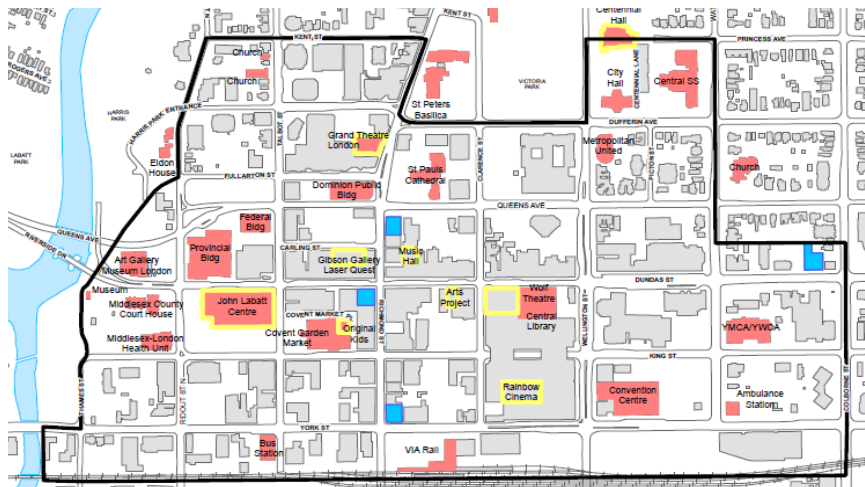 Centennial
Hall
KENT ST
KENT ST
PRINCESS AVE
ROGERS AVE
Church
Church
City
Hall
CENTENNIAL LANE
Central SS
VICTORIA
PARK
St Peters
Basilica
HARRIS
PARK
HARRIS PARK ENTRANCE
TALBOT ST
DUFFERIN AVE
Grand Theatre
London
CLARENCE ST
Metropolitan
United
PICTON ST
LABATT
PARK
Eldon
House
FULLARTON ST
St Pauls
Cathedral
Church
Dominion Public
Bldg
QUEENS AVE
Federal
Bldg
QUEENS AVE
RIVERSIDE DR
Provincial
Bldg
CARLING ST
Gibson Gallery
Laser Quest
Music
Hall
Art Gallery
Museum London
DUNDAS ST
Museum
Middlesex County
Court House
John Labatt
Centre
Arts
Project
Wolf
Theatre
Central
Library
WELLINGTON ST
COVENT MARKET PL
RICHMOND ST
Covent Garden
Market
Original
Kids
YMCA/YWCA
Middlesex-London
Health Unit
KING ST
THAMES ST
RIDOUT ST N
Rainbow
Cinema
Convention
Centre
Ambulance
Station
COLBORNE ST
YORK ST
Bus
Station
VIA Rail